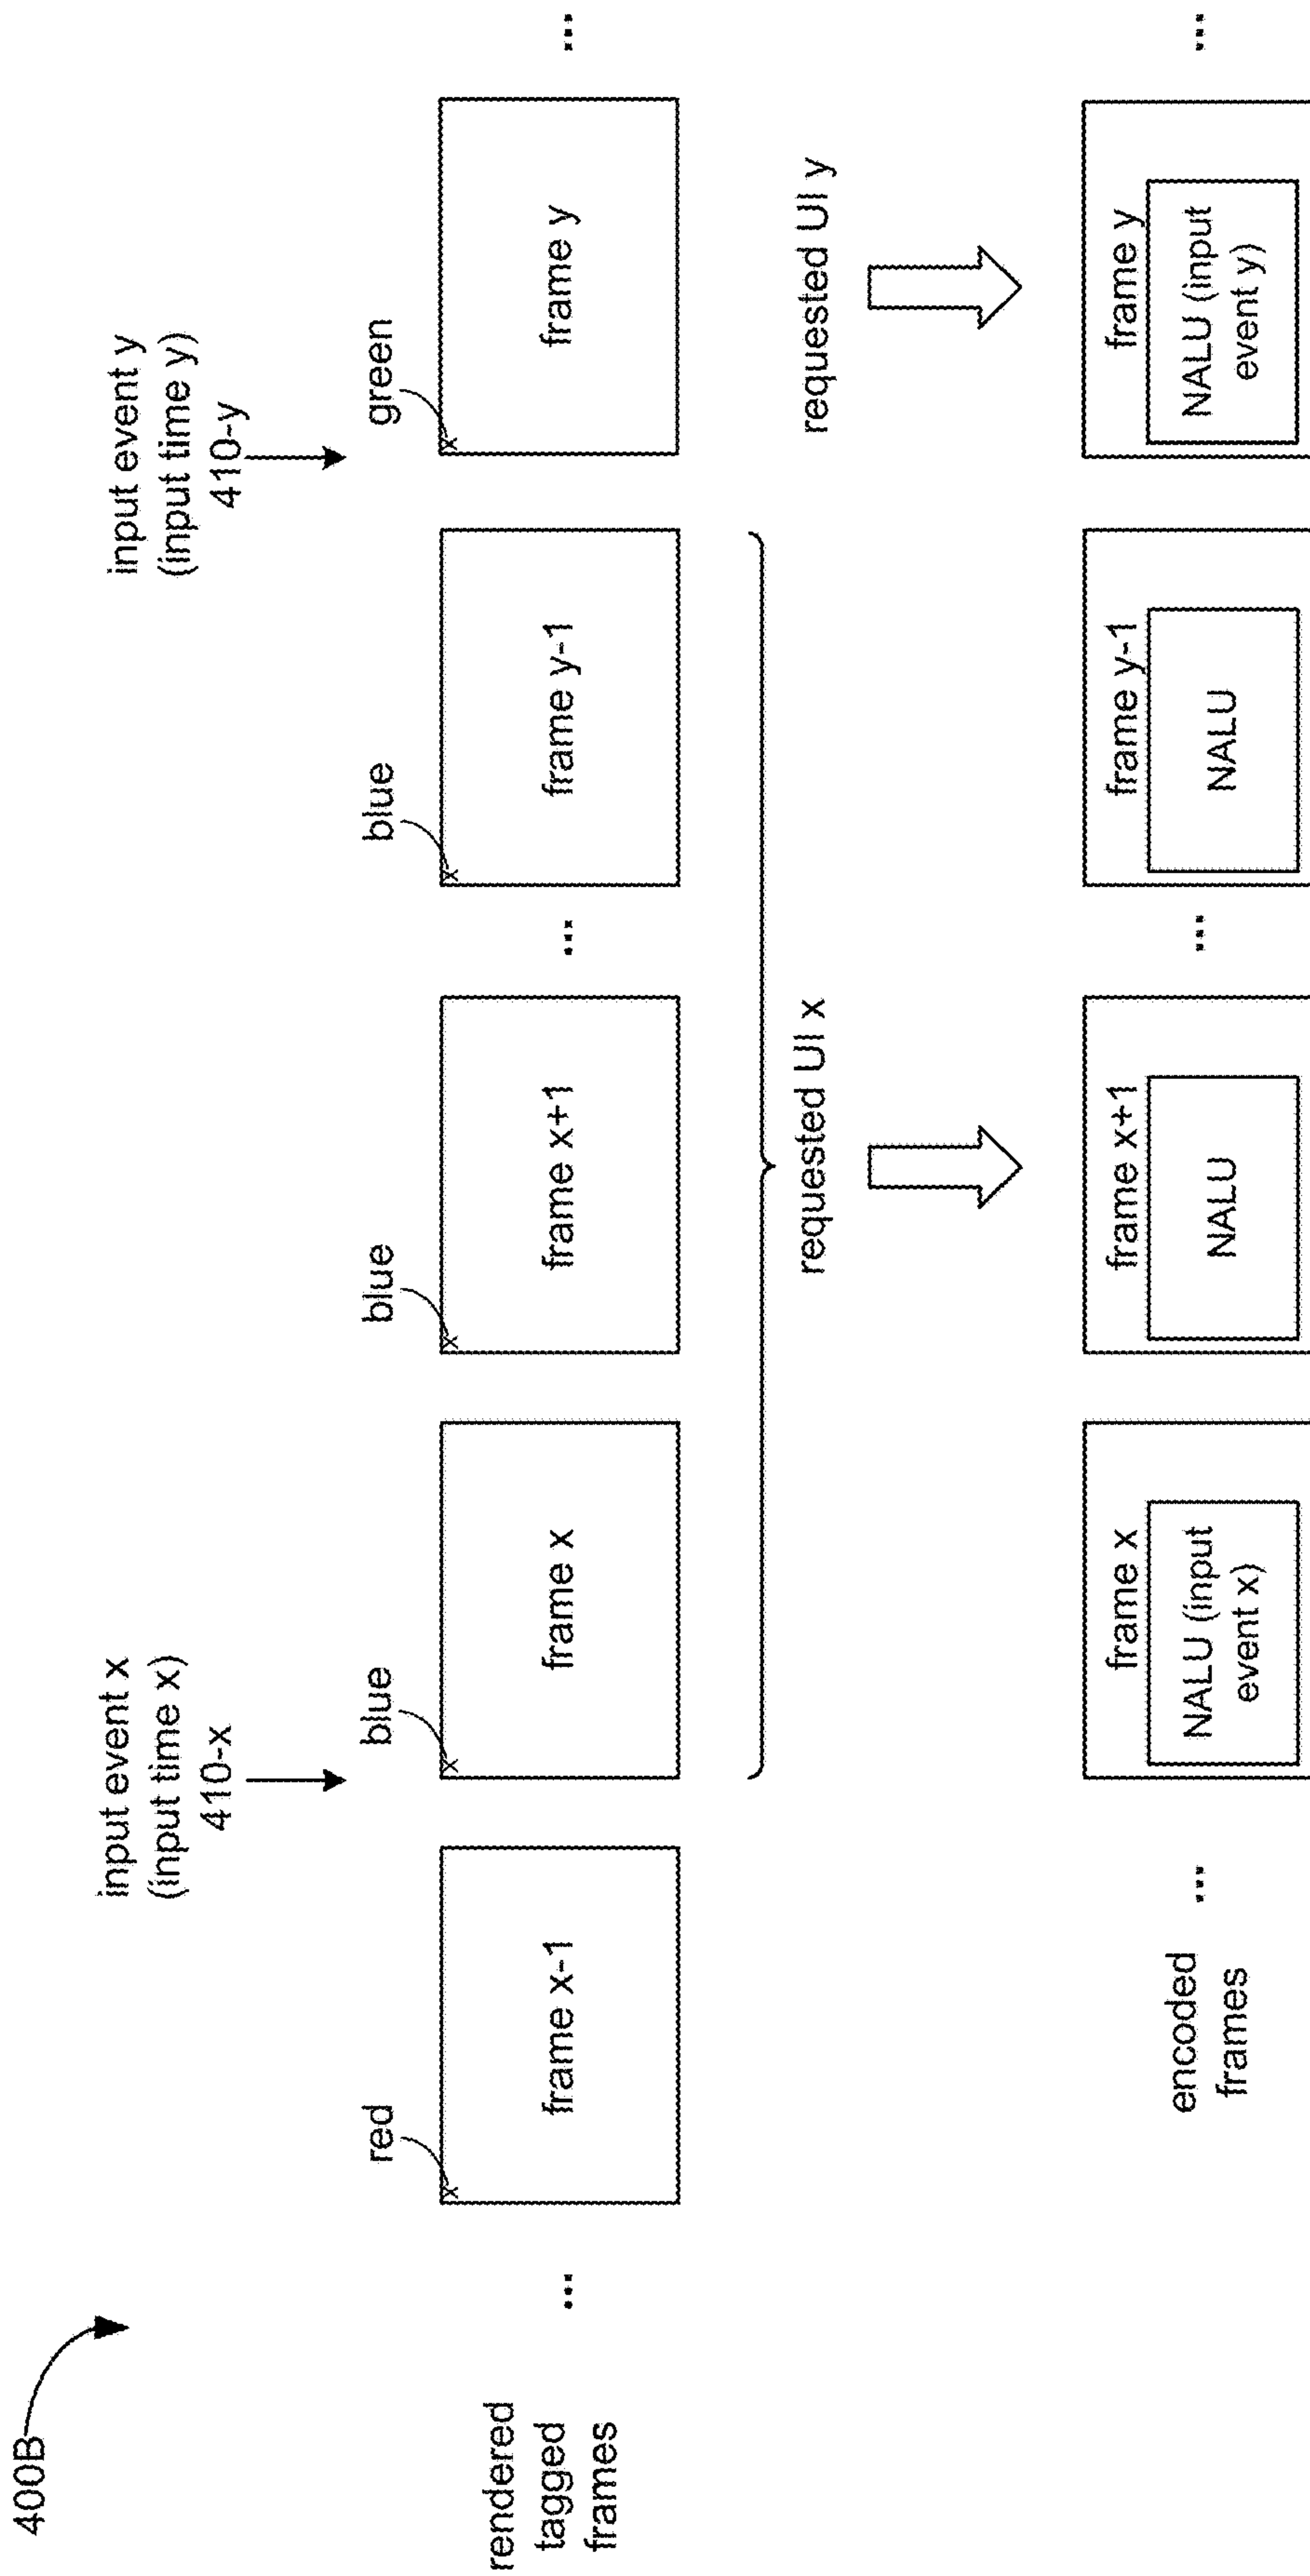 400B
input event x
(input time x)
410-x
input event y
(input time y)
410-y
red
blue
blue
blue
green
x
x
x
x
x
rendered
tagged
frames
...
frame x-1
frame x
frame x+1
...
frame y-1
frame y
...
requested UI x
requested UI y
encoded
frames
...
frame x
NALU (input
event x)
frame x+1
NALU
...
frame y-1
NALU
frame y
NALU (input
event y)
...